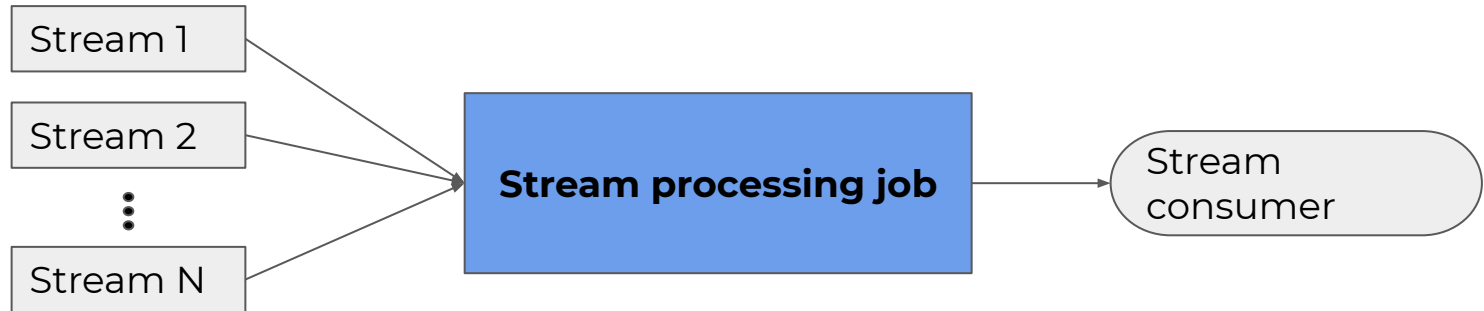 Stream 1
Stream 2
Stream N
Stream processing job
Stream
consumer